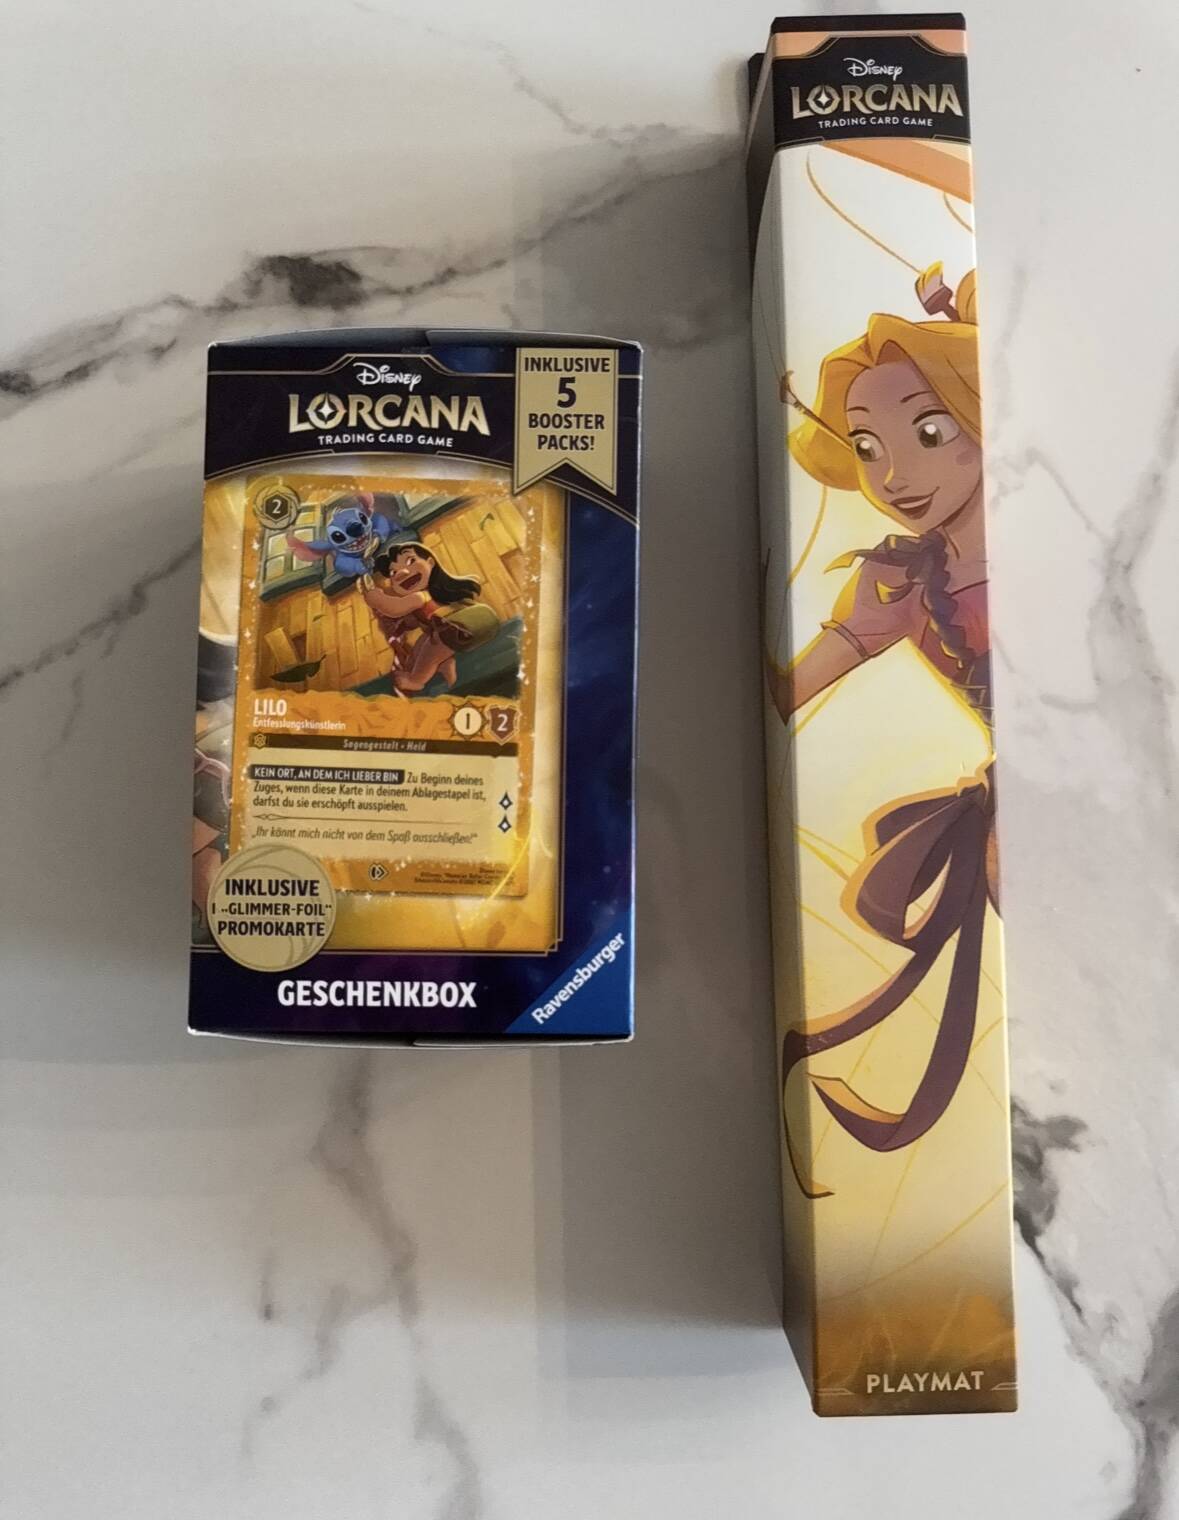 Disney
LORCANA
TRADING CARD GAME
INKLUSIVE
5
BOOSTER
PACKS!
2
LILO
Entfesslungskünstlerin
1 2
Sagengestalt • Held
KEIN ORT, AN DEM ICH LIEBER BIN Zu Beginn deines
Zuges, wenn diese Karte in deinem Ablagestapel ist,
darfst du sie erschöpft ausspielen.
„Ihr könnt mich nicht von dem Spaß ausschließen!“
INKLUSIVE
1 „GLIMMER-FOIL“
PROMOKARTE
GESCHENKBOX
Ravensburger
Disney
LORCANA
TRADING CARD GAME
PLAYMAT